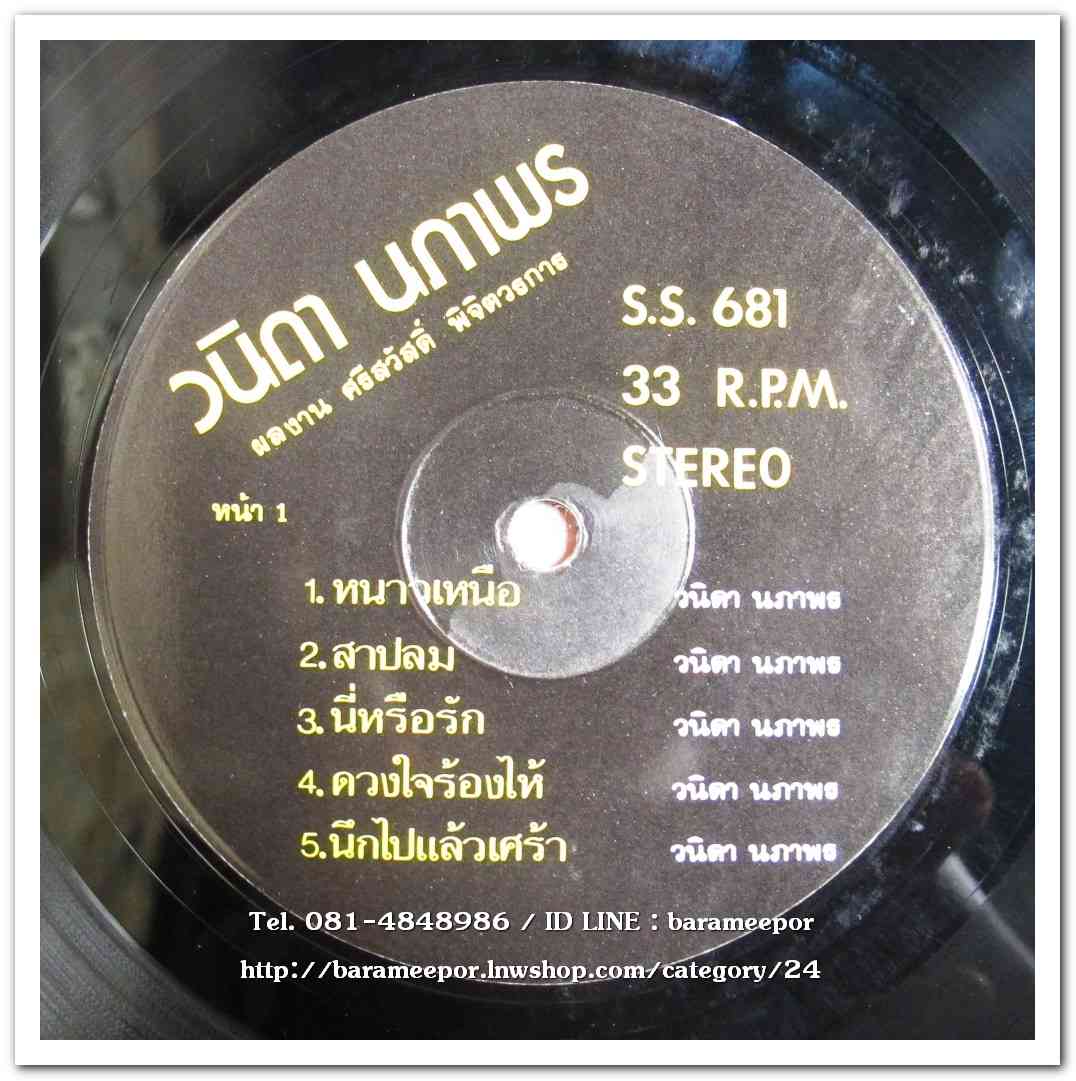 วนิดา นภาพร
ผลงาน ศรีสวัสดิ์ พิจิตวรการ
S.S. 681
33 R.P.M.
STEREO
หน้า 1
1. หนาวเหนือ วนิดา นภาพร
2. สาปลม วนิดา นภาพร
3. นี่หรือรัก วนิดา นภาพร
4. ดวงใจร้องไห้ วนิดา นภาพร
5. นึกไปแล้วเศร้า วนิดา นภาพร
Tel. 081-4848986 / ID LINE : barameepor
http://barameepor.lnwshop.com/category/24